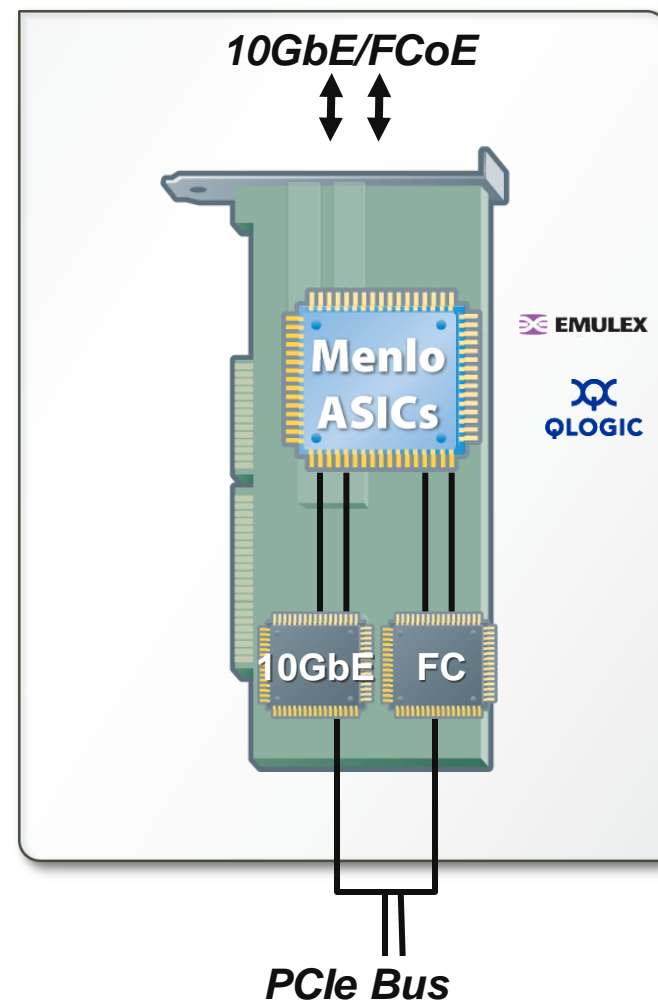 10GbE/FCoE
EMULEX
Menlo
ASICs
QLOGIC
10GbE
FC
PCIe Bus